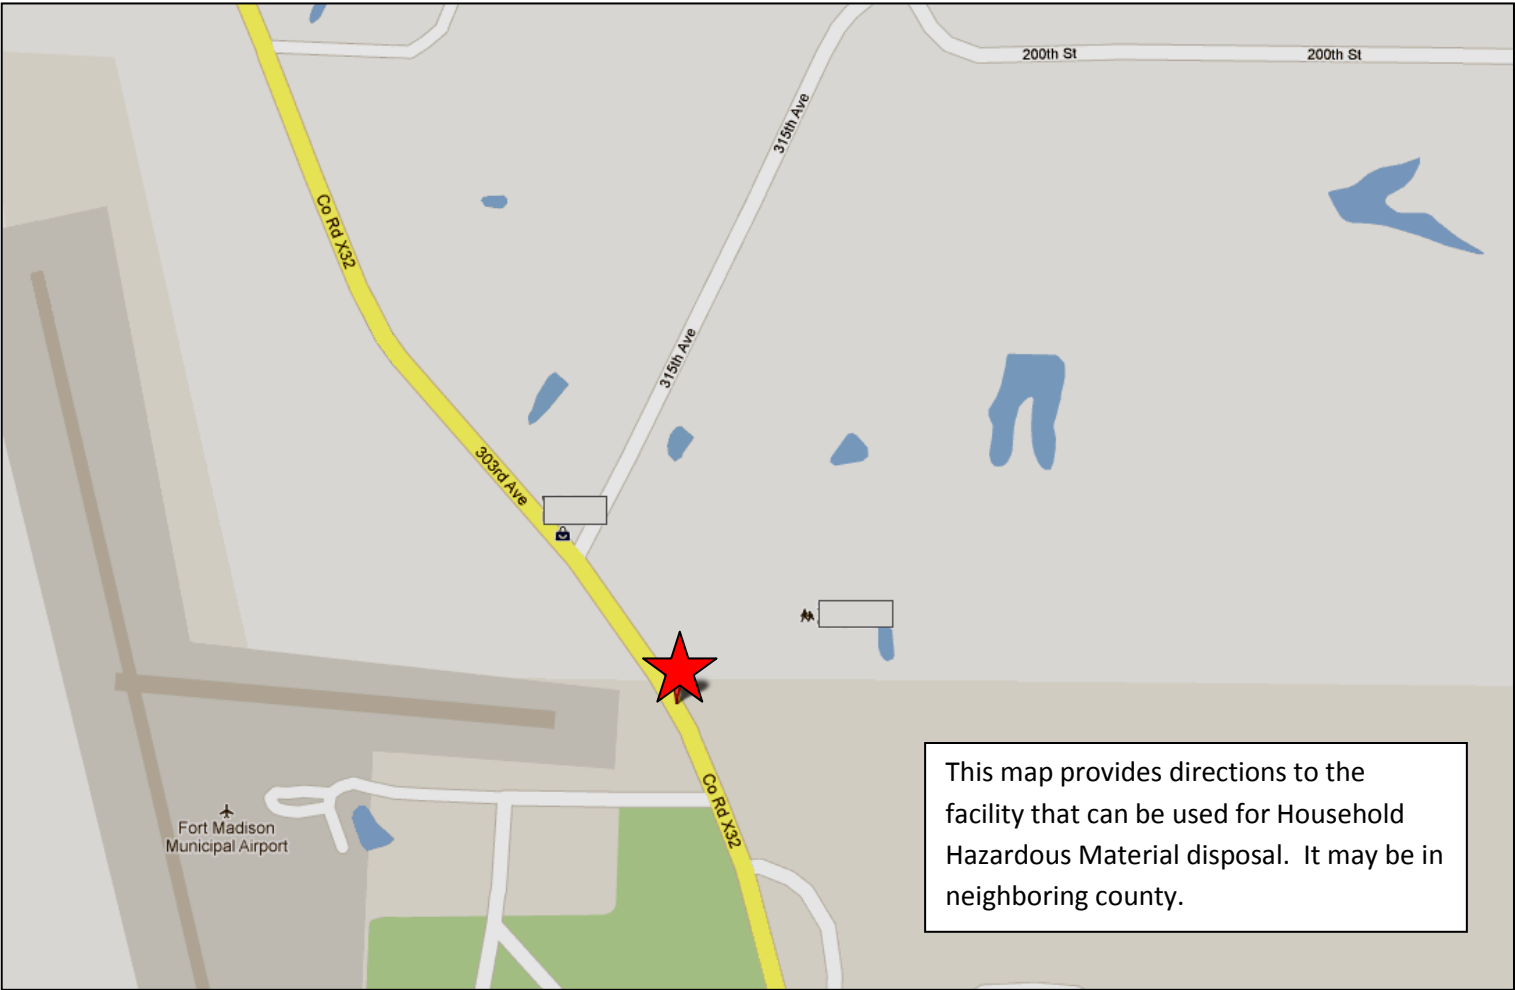 200th St
200th St
315th Ave
Co Rd X32
315th Ave
303rd Ave
This map provides directions to the
facility that can be used for Household
Hazardous Material disposal.  It may be in
neighboring county.
Co Rd X32
Fort Madison
Municipal Airport